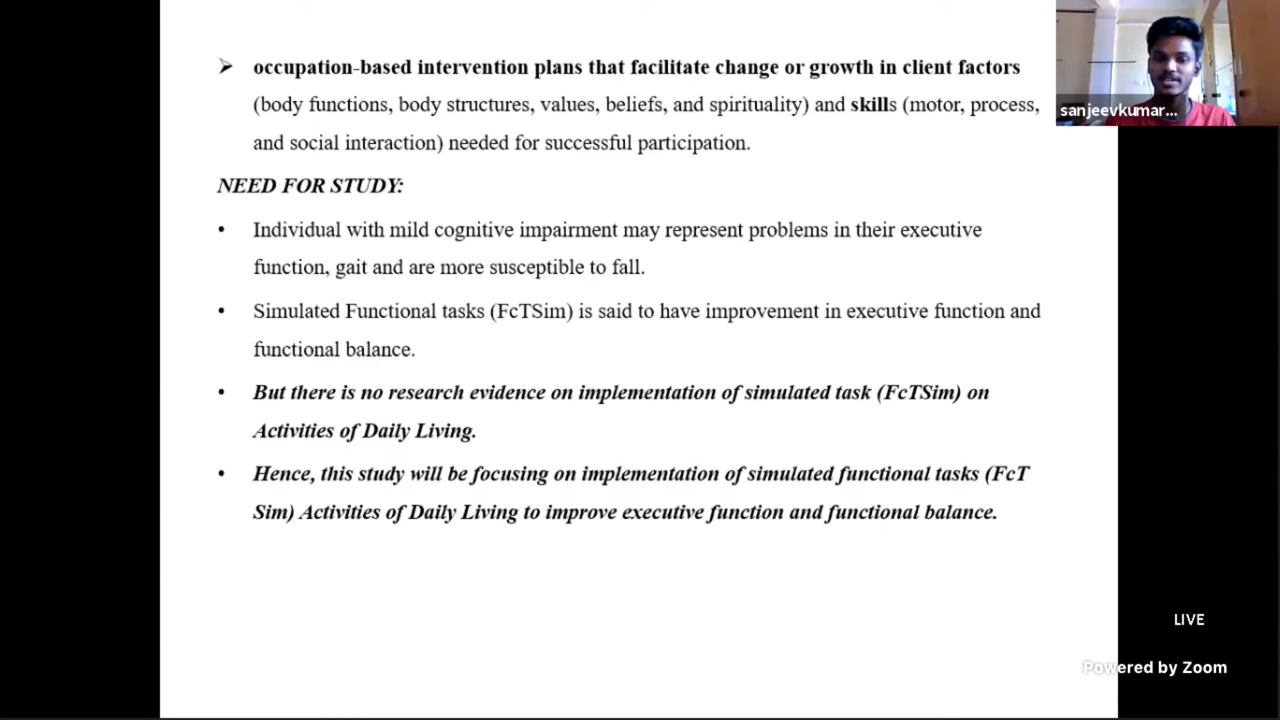 ➢ occupation-based intervention plans that facilitate change or growth in client factors
(body functions, body structures, values, beliefs, and spirituality) and skills (motor, process,
and social interaction) needed for successful participation.
NEED FOR STUDY:
• Individual with mild cognitive impairment may represent problems in their executive
function, gait and are more susceptible to fall.
• Simulated Functional tasks (FcTSim) is said to have improvement in executive function and
functional balance.
• But there is no research evidence on implementation of simulated task (FcTSim) on
Activities of Daily Living.
• Hence, this study will be focusing on implementation of simulated functional tasks (FcT
Sim) Activities of Daily Living to improve executive function and functional balance.
sanjeevkumar...
LIVE
Powered by Zoom